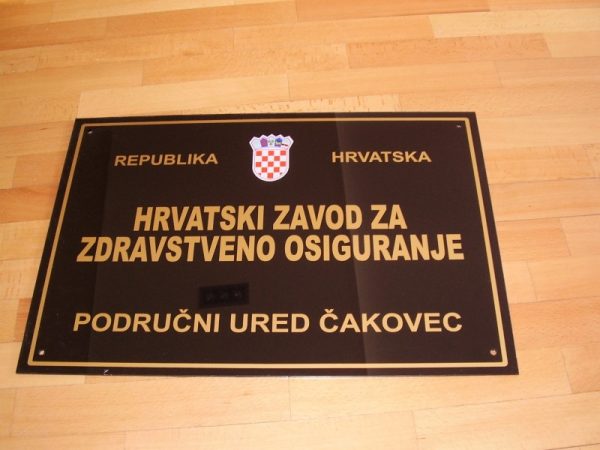 REPUBLIKA HRVATSKA
HRVATSKI ZAVOD ZA
ZDRAVSTVENO OSIGURANJE
PODRUČNI URED ČAKOVEC